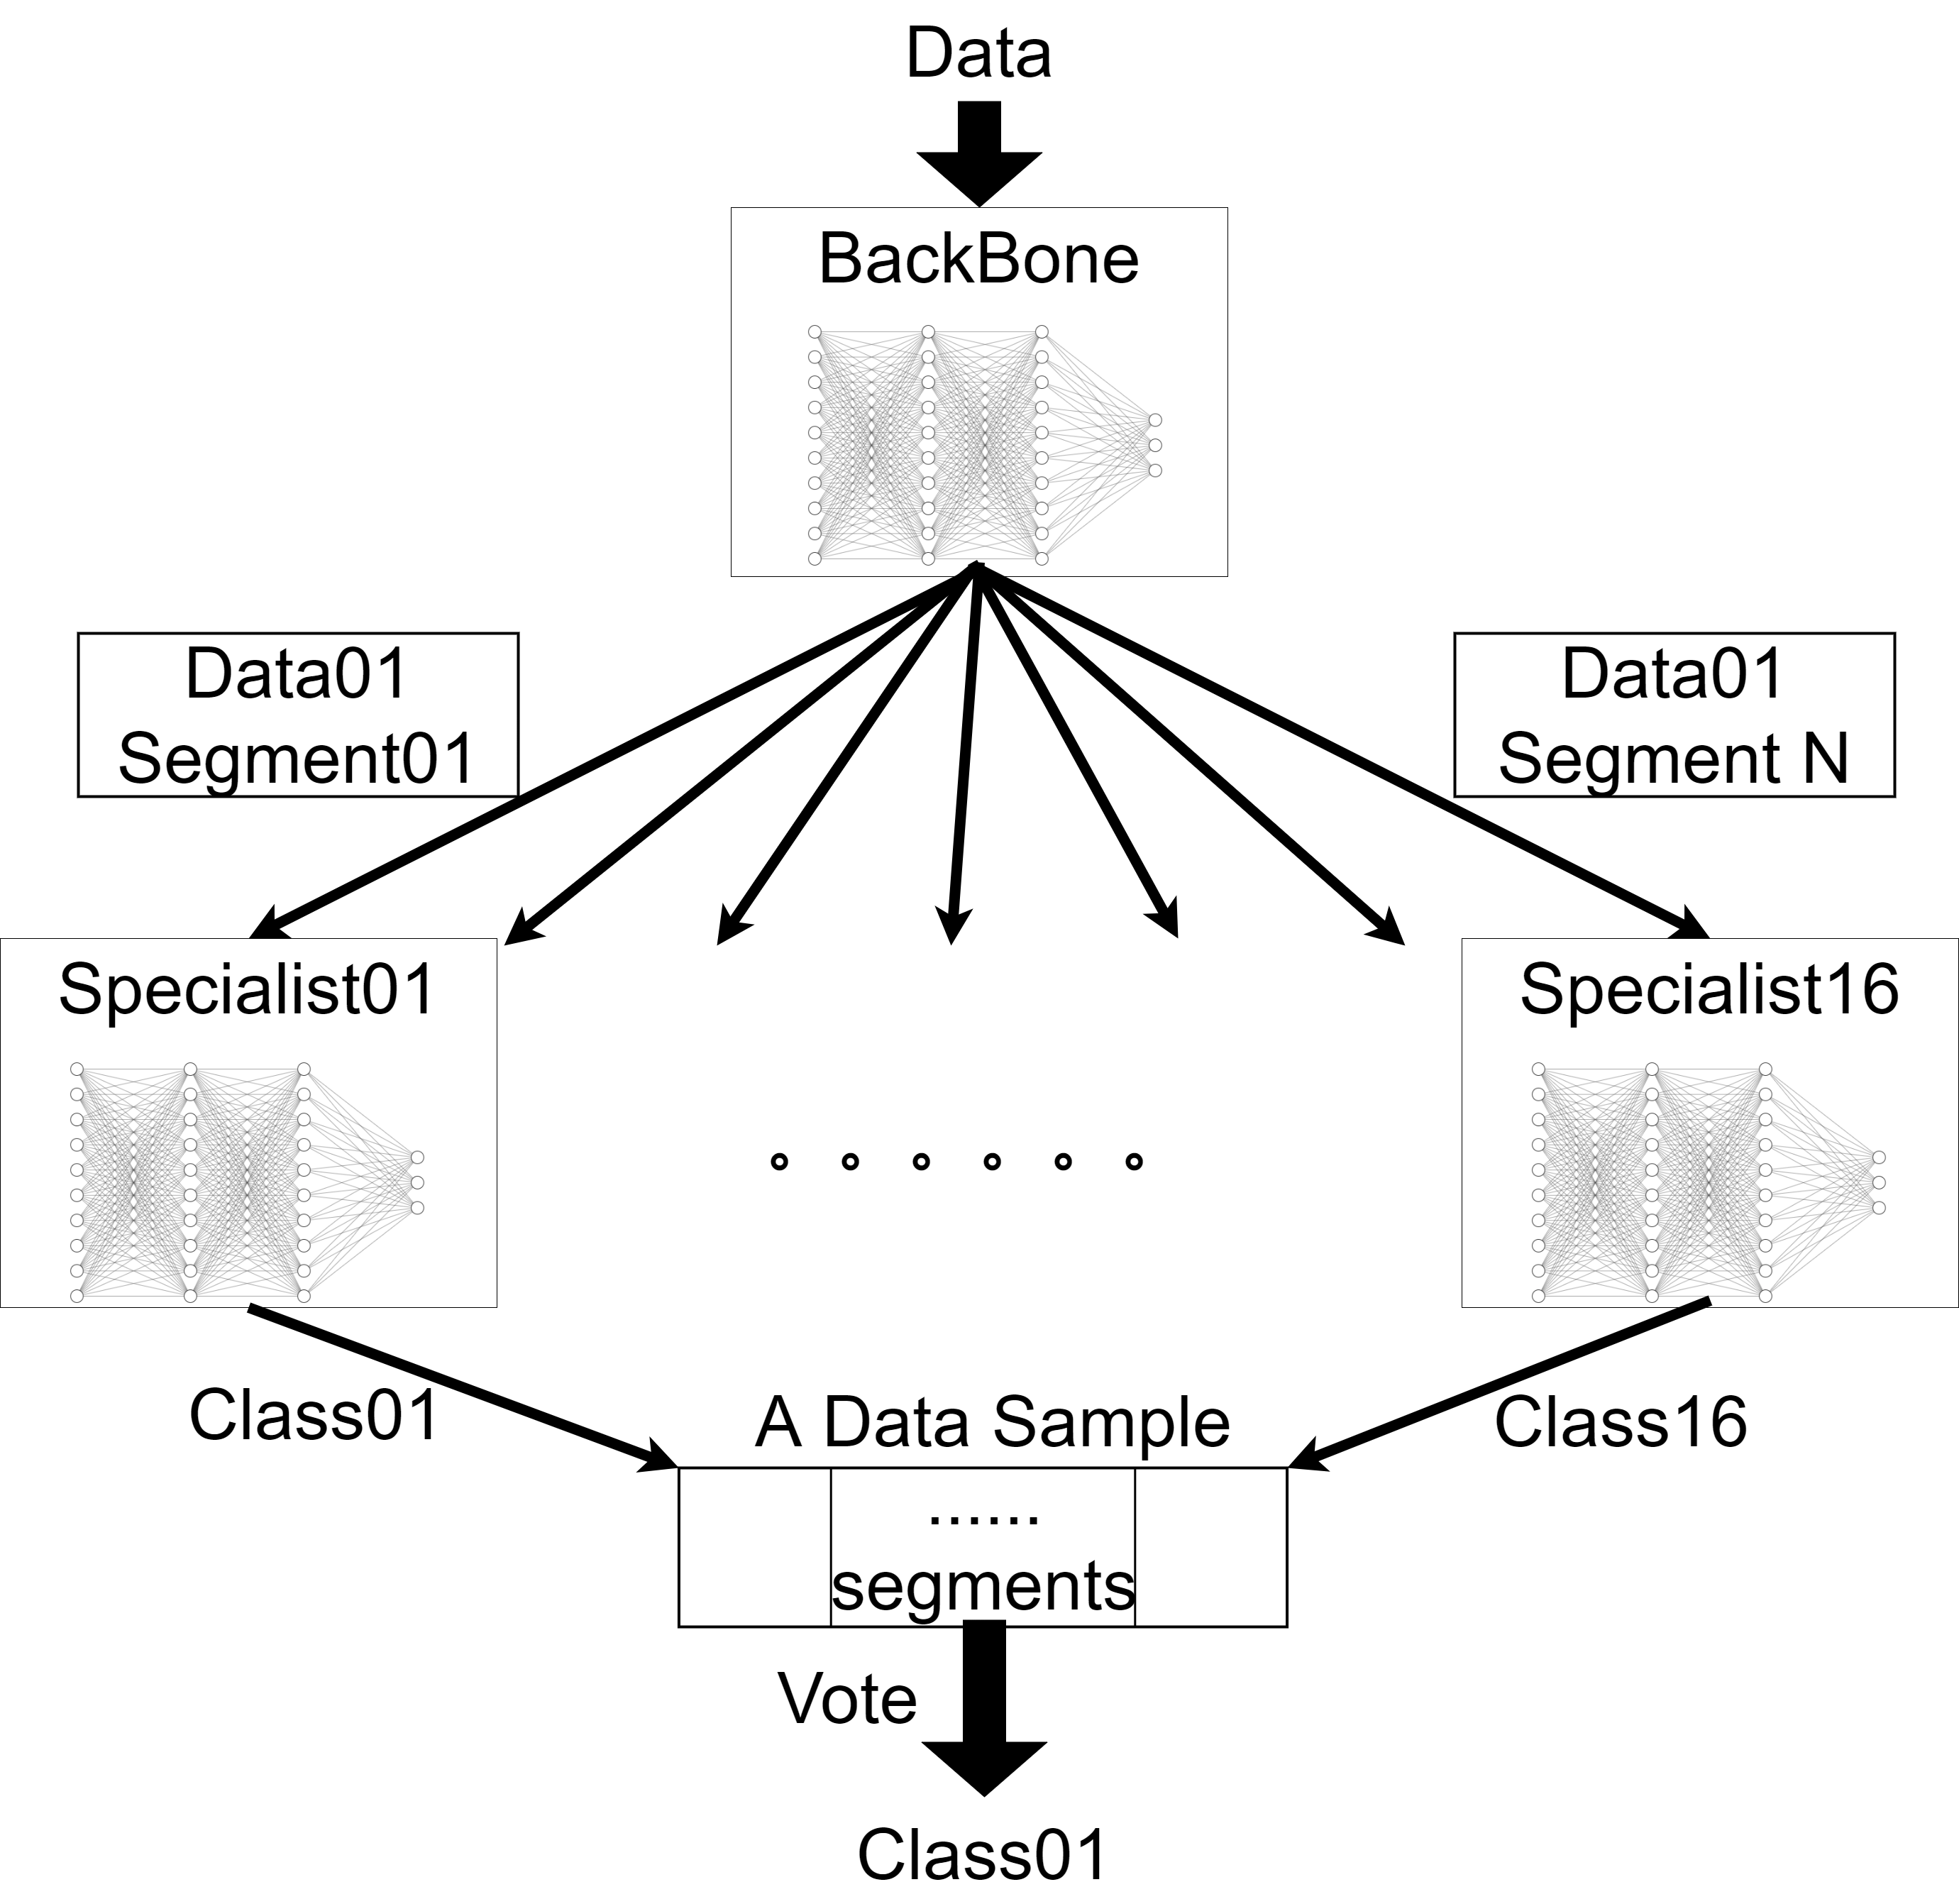 Data
BackBone
Data01
Segment01
Data01
Segment N
Specialist01
Specialist16
Class01
A Data Sample
Class16
......
segments
Vote
Class01